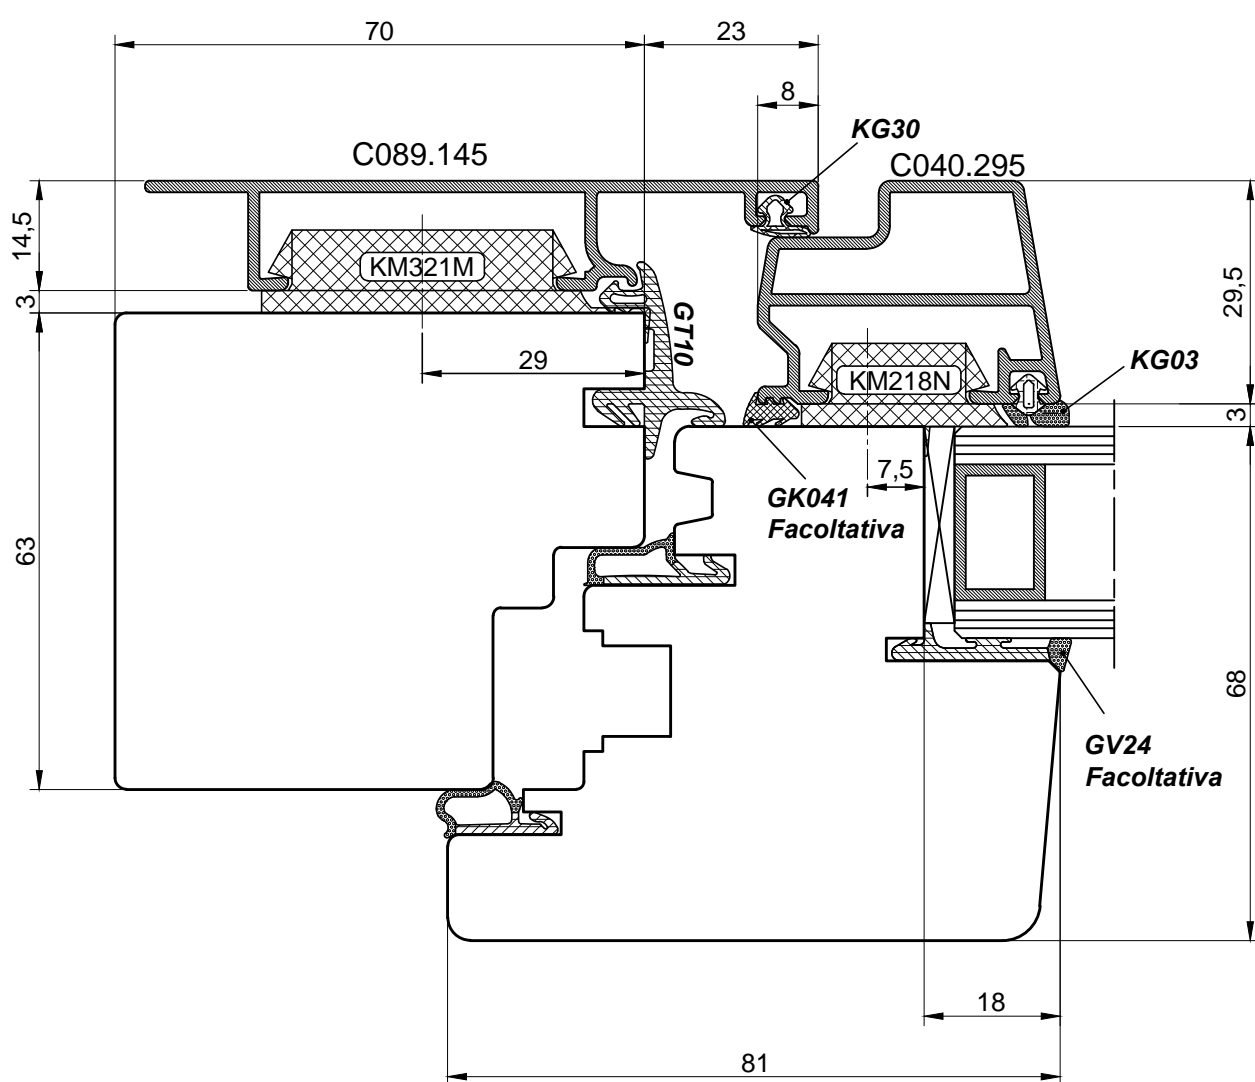 70
23
8
KG30
C089.145
C040.295
14,5
KM321M
3
GT10
29,5
29
KM218N
KG03
3
7,5
GK041
Facoltativa
63
68
GV24
Facoltativa
18
81